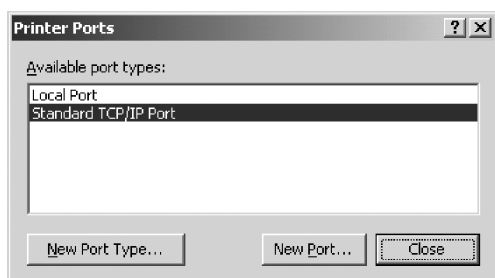 Printer Ports
Available port types:
Local Port
Standard TCP/IP Port
New Port Type... New Port... Close